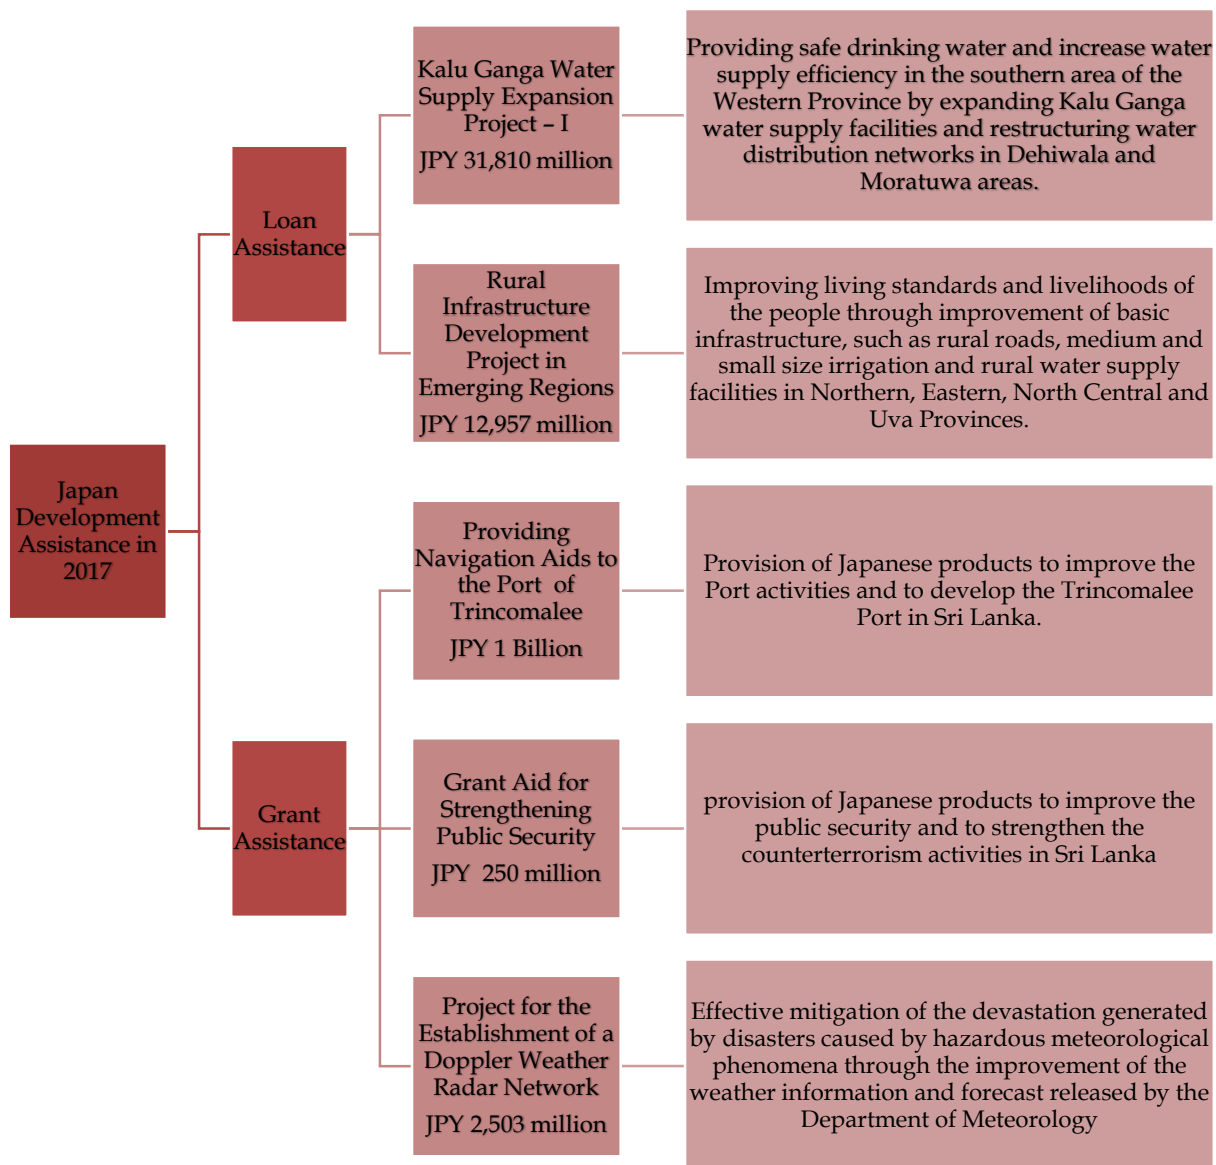 Japan
Development
Assistance in
2017
Loan
Assistance
Kalu Ganga Water
Supply Expansion
Project – I
JPY 31,810 million
Providing safe drinking water and increase water
supply efficiency in the southern area of the
Western Province by expanding Kalu Ganga
water supply facilities and restructuring water
distribution networks in Dehiwala and
Moratuwa areas.
Rural
Infrastructure
Development
Project in
Emerging Regions
JPY 12,957 million
Improving living standards and livelihoods of
the people through improvement of basic
infrastructure, such as rural roads, medium and
small size irrigation and rural water supply
facilities in Northern, Eastern, North Central and
Uva Provinces.
Grant
Assistance
Providing
Navigation Aids to
the Port of
Trincomalee
JPY 1 Billion
Provision of Japanese products to improve the
Port activities and to develop the Trincomalee
Port in Sri Lanka.
Grant Aid for
Strengthening
Public Security
JPY 250 million
provision of Japanese products to improve the
public security and to strengthen the
counterterrorism activities in Sri Lanka
Project for the
Establishment of a
Doppler Weather
Radar Network
JPY 2,503 million
Effective mitigation of the devastation generated
by disasters caused by hazardous meteorological
phenomena through the improvement of the
weather information and forecast released by the
Department of Meteorology